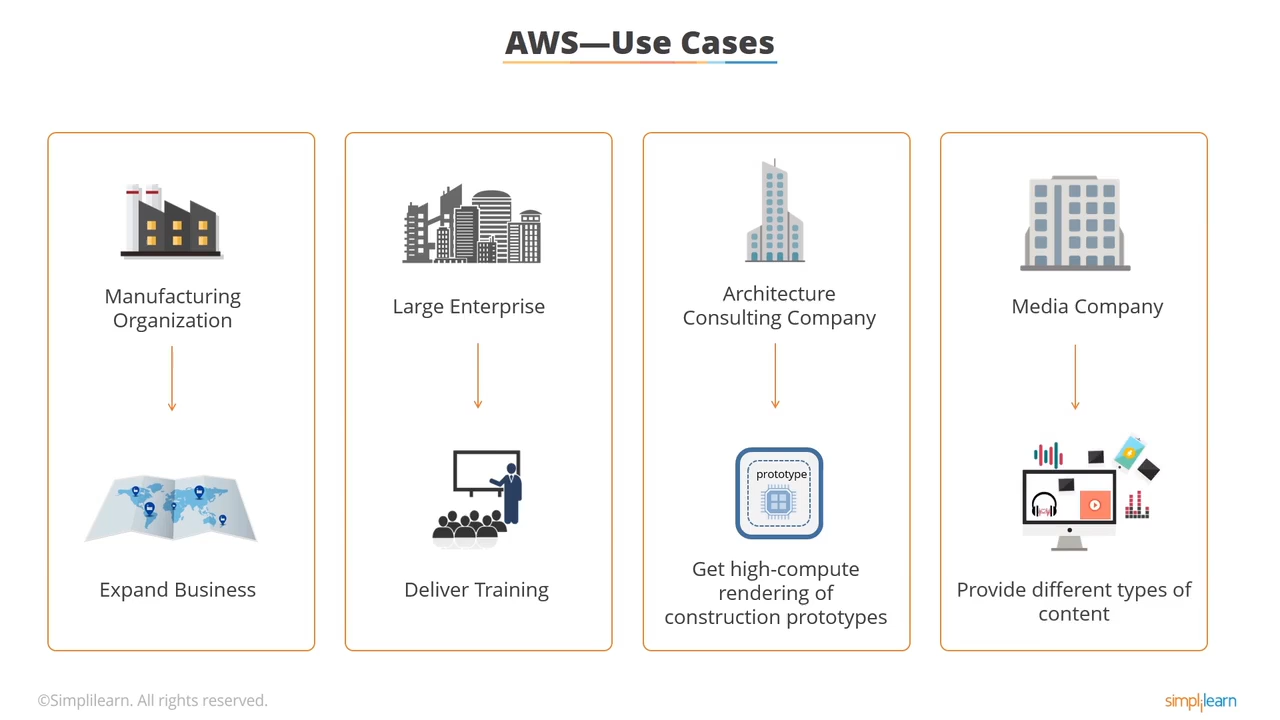 AWS—Use Cases
Manufacturing
Organization
Expand Business
Large Enterprise
Deliver Training
Architecture
Consulting Company
prototype
Get high-compute
rendering of
construction prototypes
Media Company
Provide different types of
content
©Simplilearn. All rights reserved.
simplilearn